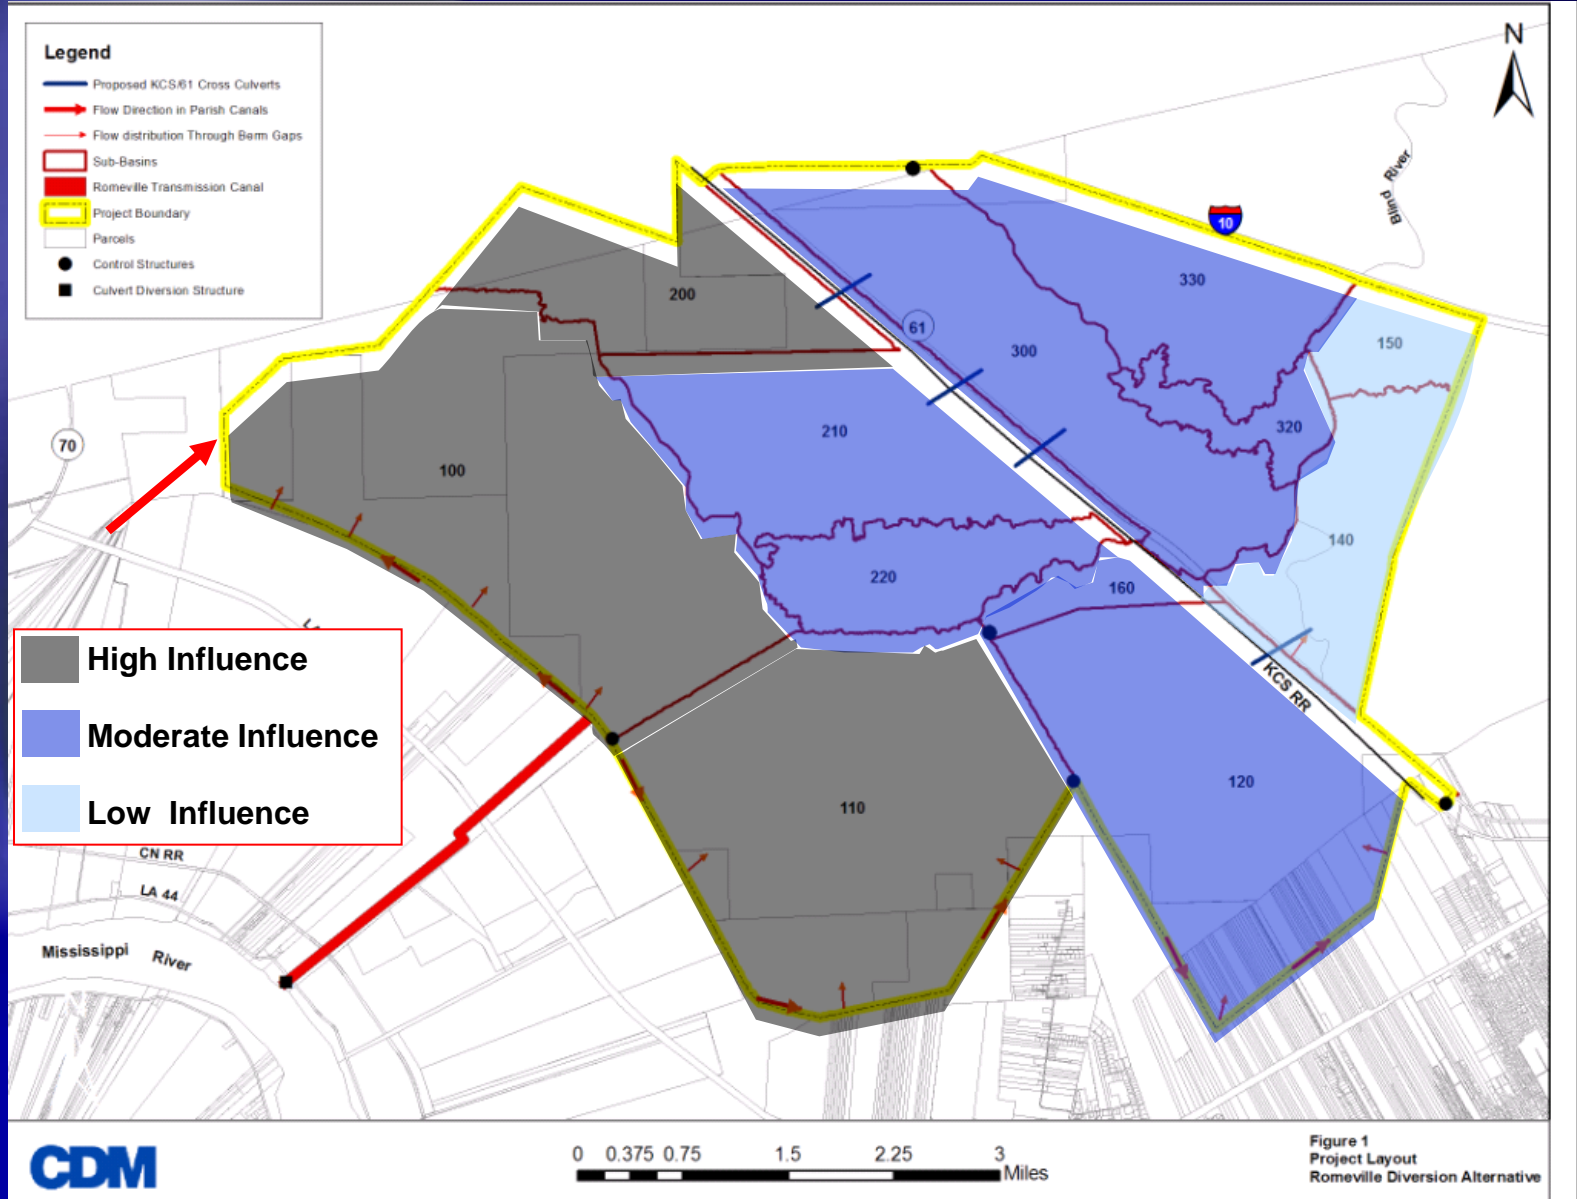 Legend
Proposed KCS/61 Cross Culverts
Flow Direction in Parish Canals
Flow distribution Through Berm Gaps
Sub-Basins
Romeville Transmission Canal
Project Boundary
Parcels
Control Structures
Culvert Diversion Structure
N
Blind River
10
330
200
61
300
150
70
210
320
100
140
220
160
KCS RR
High Influence
Moderate Influence
Low Influence
120
110
CN RR
LA 44
Mississippi River
CDM
0 0.375 0.75 1.5 2.25 3
Miles
Figure 1
Project Layout
Romeville Diversion Alternative